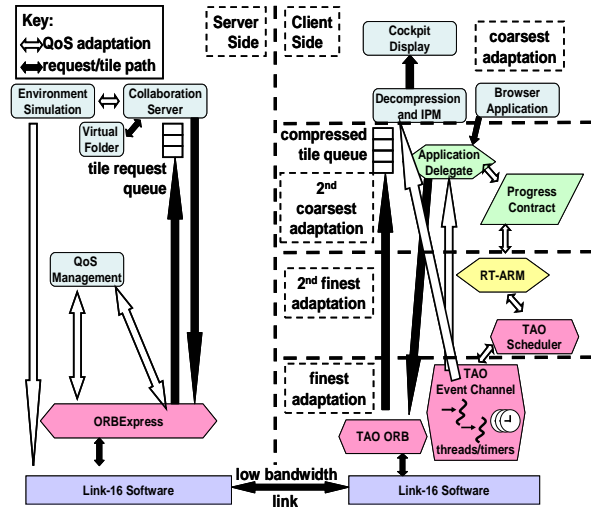 Key:
QoS adaptation
request/tile path
Server
Side
Client
Side
Cockpit
Display
coarsest
adaptation
Environment
Simulation
Collaboration
Server
Decompression
and IPM
Browser
Application
Virtual
Folder
tile request
queue
compressed
tile queue
Application
Delegate
2nd
coarsest
adaptation
Progress
Contract
QoS
Management
2nd finest
adaptation
RT-ARM
TAO
Scheduler
finest
adaptation
TAO
Event Channel
threads/timers
ORBExpress
TAO ORB
low bandwidth
link
Link-16 Software
Link-16 Software